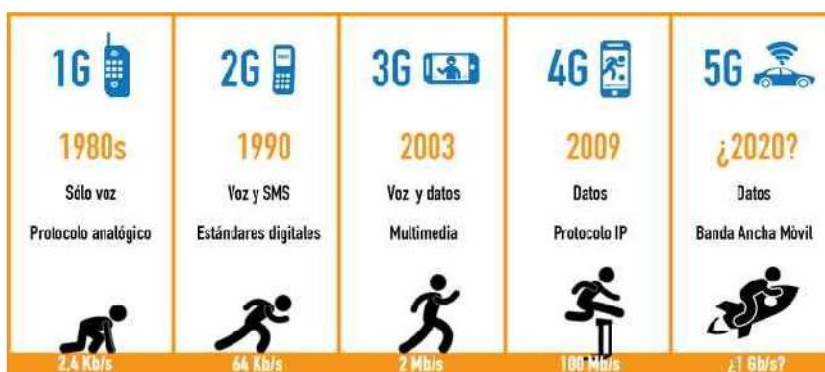 1G
1980s
Sólo voz
Protocolo analógico
2,4 Kb/s
2G
1990
Voz y SMS
Estándares digitales
64 Kb/s
3G
2003
Voz y datos
Multimedia
2 Mb/s
4G
2009
Datos
Protocolo IP
100 Mb/s
5G
¿2020?
Datos
Banda Ancha Mòvil
¿1 Gb/s?